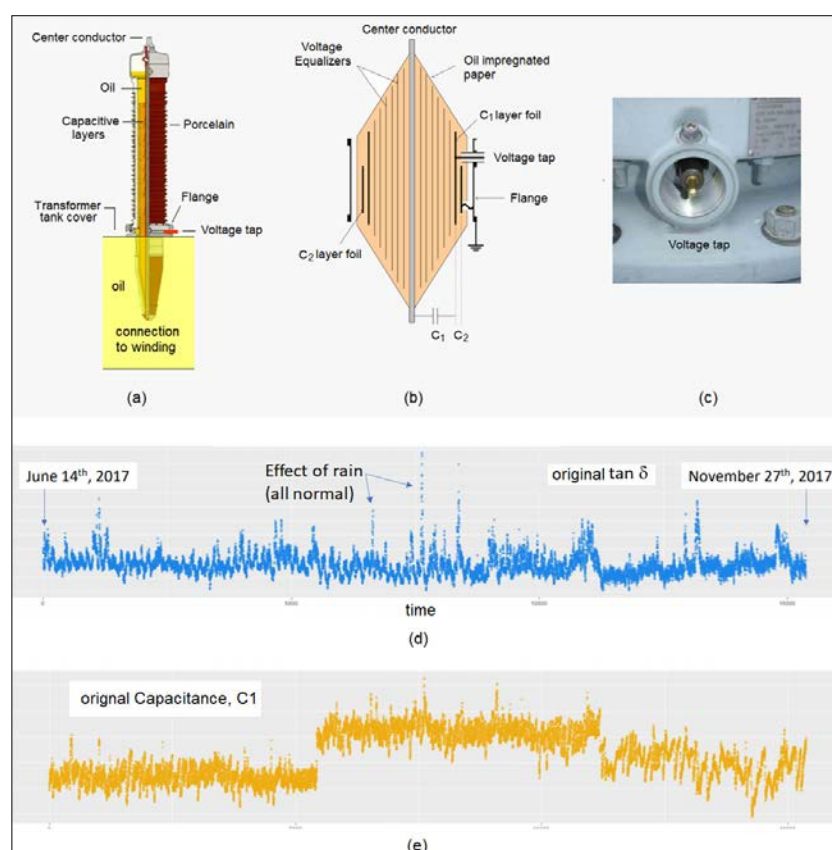 Center conductor
Oil
Capacitive
layers
Porcelain
Transformer
tank cover
Flange
Voltage tap
oil
connection
to winding
(a)
Center conductor
Voltage
Equalizers
Oil impregnated
paper
C1 layer foil
Voltage tap
Flange
C2 layer foil
C1
C2
(b)
Voltage tap
(c)
June 14th, 2017
Effect of rain
(all normal)
original tan δ
November 27th, 2017
0
time
(d)
orignal Capacitance, C1
(e)